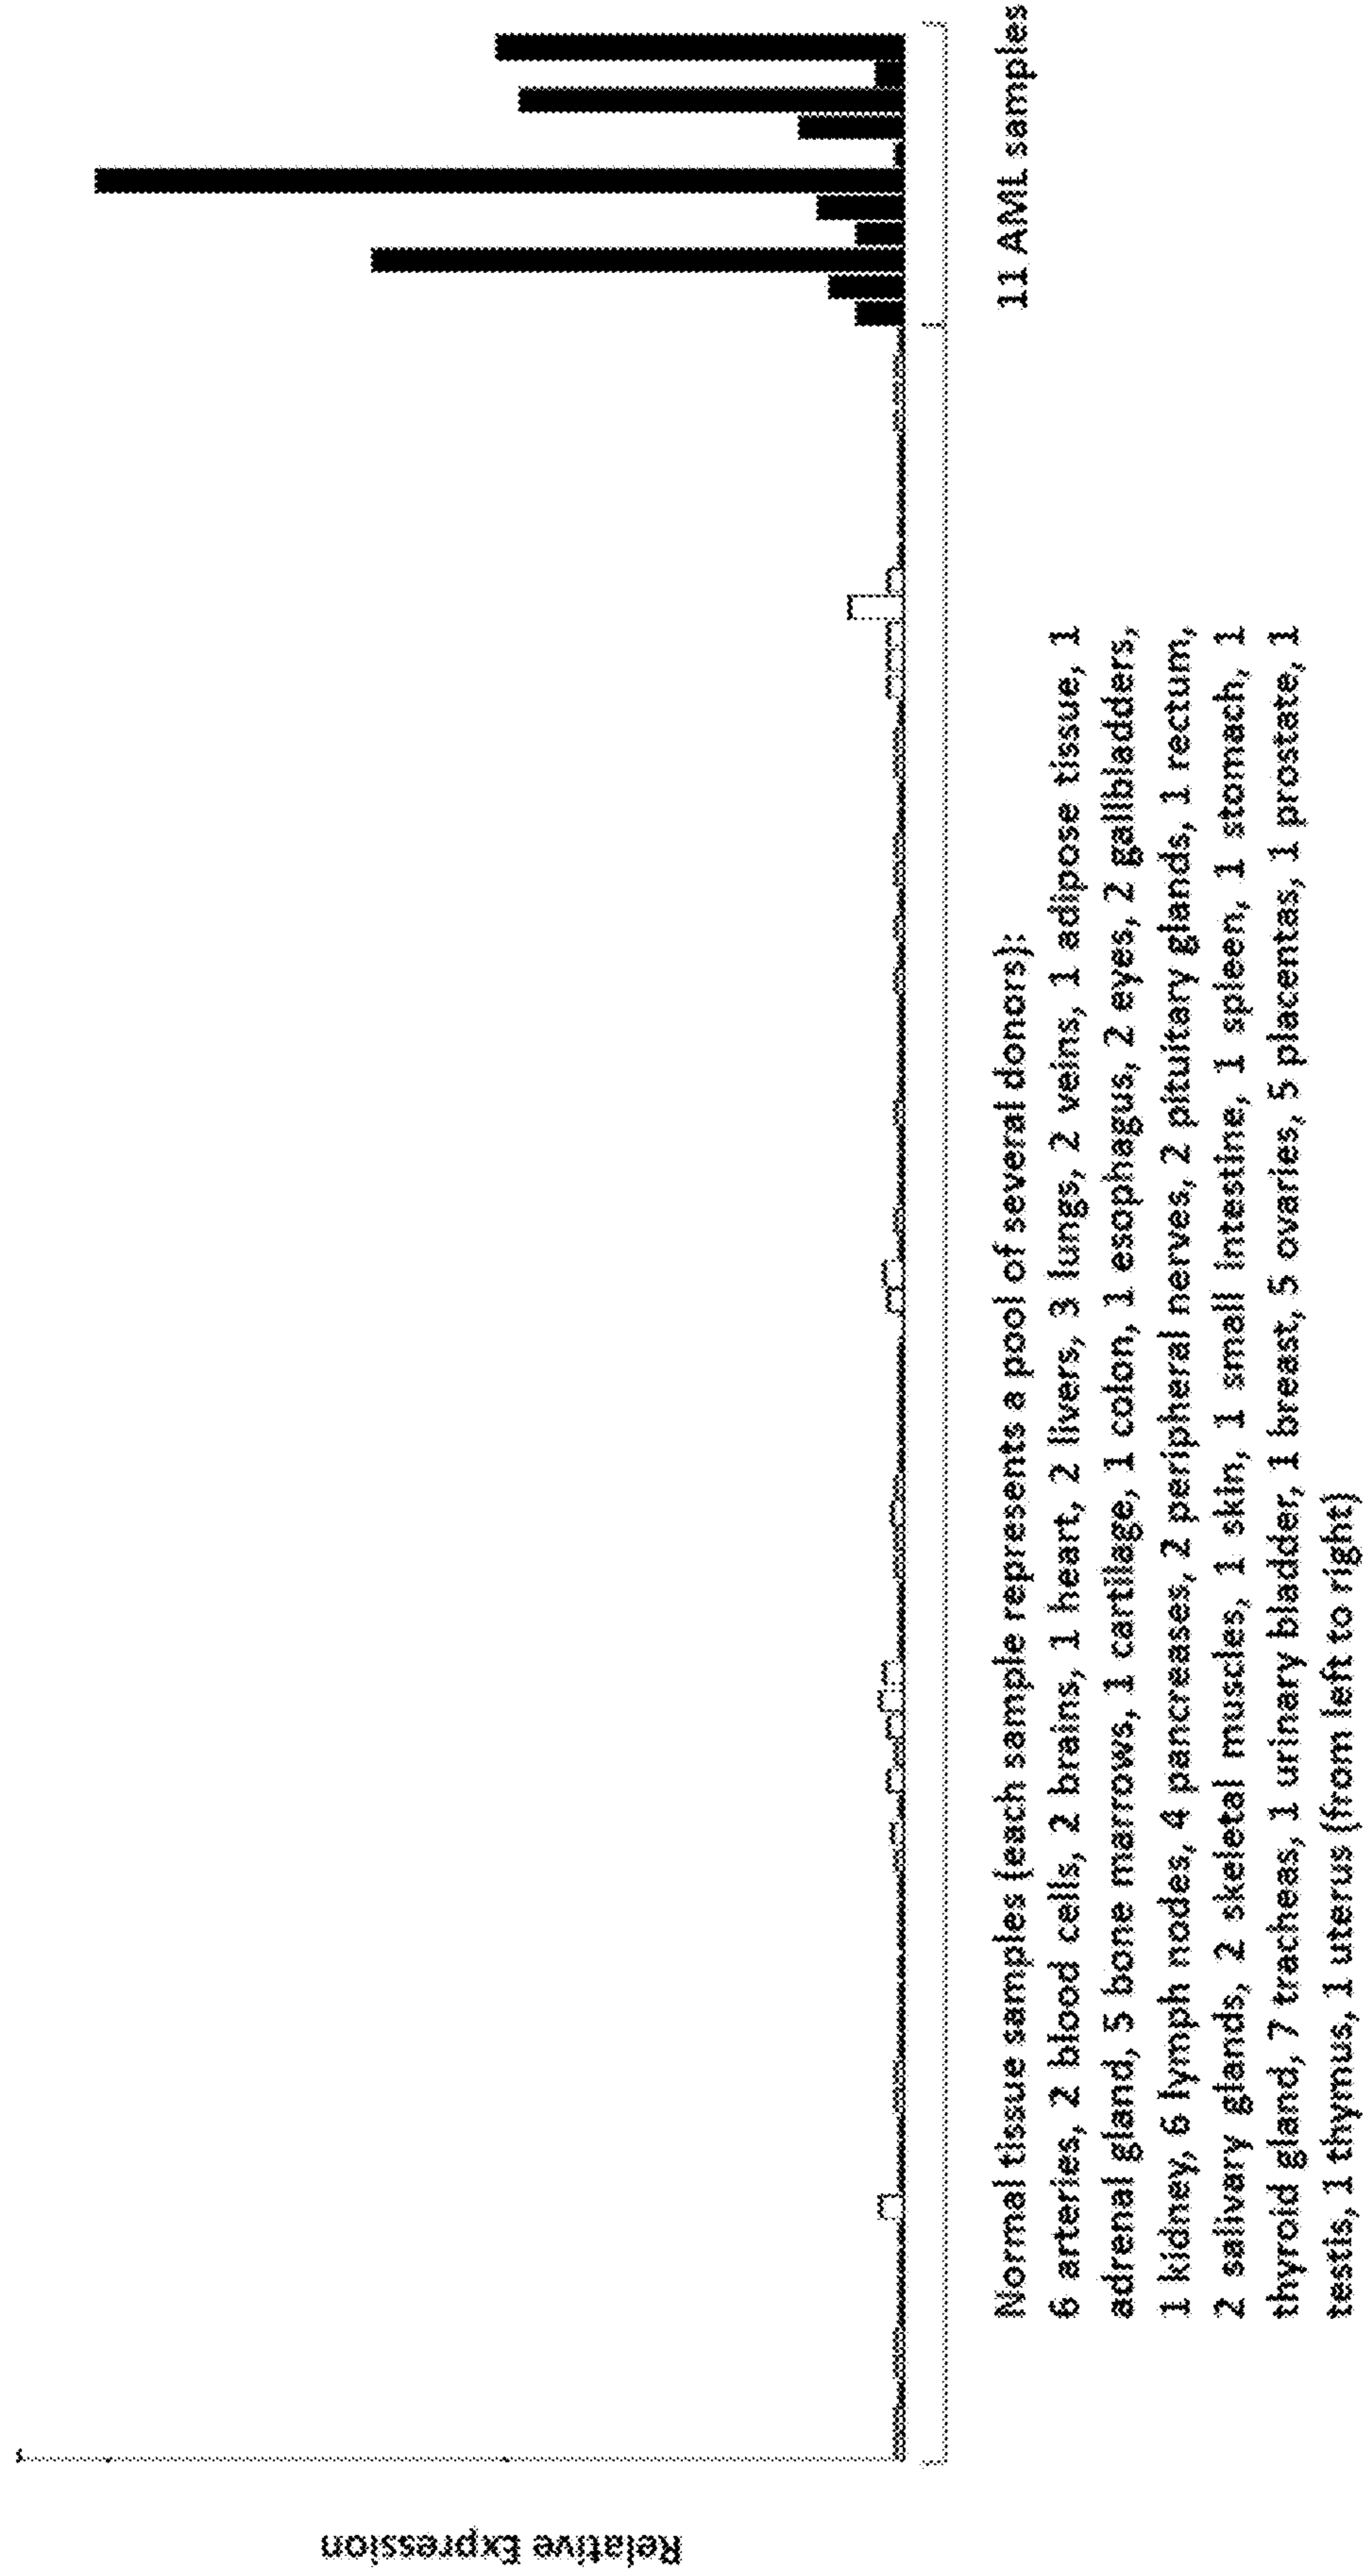 Relative Expression
11 AML samples
Normal tissue samples (each sample represents a pool of several donors):
6 arteries, 2 blood cells, 2 brains, 1 heart, 2 livers, 3 lungs, 2 veins, 1 adipose tissue, 1
adrenal gland, 5 bone marrows, 1 cartilage, 1 colon, 1 esophagus, 2 eyes, 2 gallbladders,
1 kidney, 6 lymph nodes, 4 pancreases, 2 peripheral nerves, 2 pituitary glands, 1 rectum,
2 salivary glands, 2 skeletal muscles, 1 skin, 1 small intestine, 1 spleen, 1 stomach, 1
thyroid gland, 7 tracheas, 1 urinary bladder, 1 breast, 5 ovaries, 5 placentas, 1 prostate, 1
testis, 1 thymus, 1 uterus (from left to right)